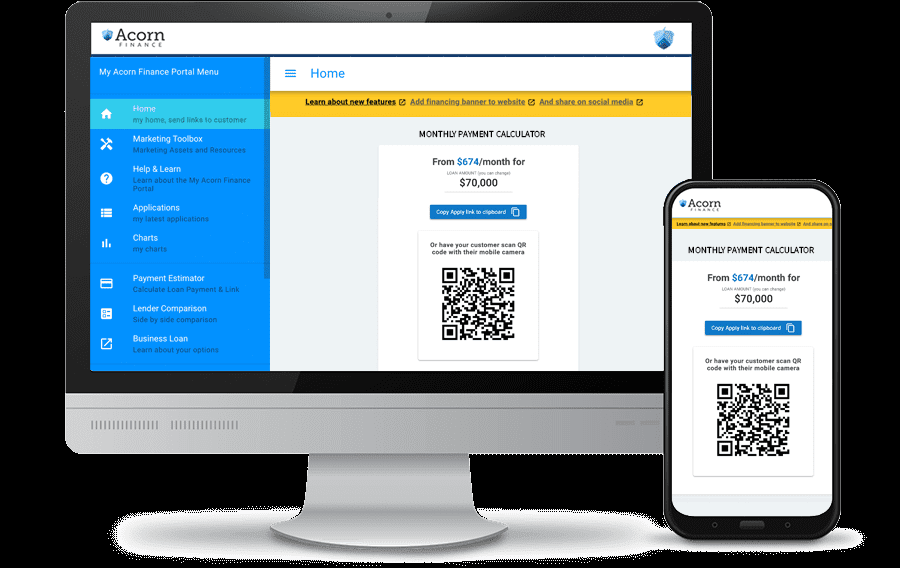 Acorn
FINANCE
My Acorn Finance Portal Menu
Home
my home, send links to customer
Marketing Toolbox
Marketing Assets and Resources
Help & Learn
Learn about the My Acorn Finance
Portal
Applications
my latest applications
Charts
my charts
Payment Estimator
Calculate Loan Payment & Link
Lender Comparison
Side by side comparison
Business Loan
Learn about your options
Home
Learn about new features Add financing banner to website And share on social media
MONTHLY PAYMENT CALCULATOR
From $674/month for
LOAN AMOUNT (you can change)
$70,000
Copy Apply link to clipboard
Or have your customer scan QR
code with their mobile camera
Acorn
FINANCE
Learn about new features Add financing banner to website And share on so
MONTHLY PAYMENT CALCULATOR
From $674/month for
LOAN AMOUNT (you can change)
$70,000
Copy Apply link to clipboard
Or have your customer scan QR
code with their mobile camera